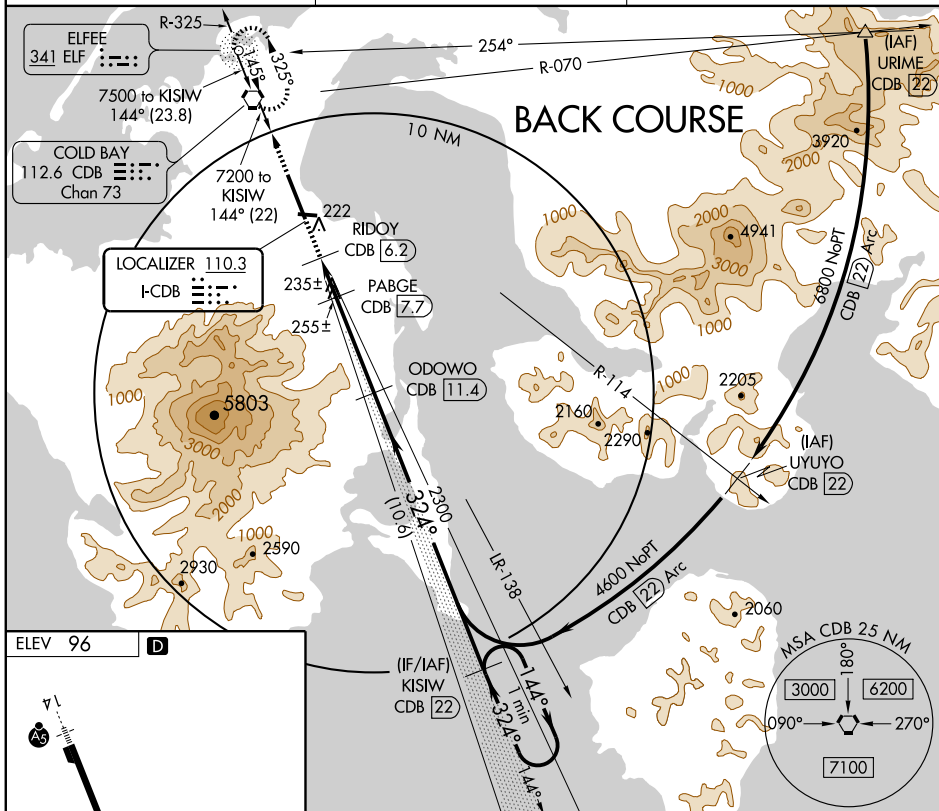 R-325
ELFEE
341 ELF
345°
325°
7500 to KISIW
144° (23.8)
254°
R-070
(IAF)
URIME
CDB 22
BACK COURSE
COLD BAY
112.6 CDB
Chan 73
10 NM
7200 to
KISIW
144° (22)
1000
2000
3920
2000
1000
4941
3000
1000
1000
222
RIDOY
CDB 6.2
LOCALIZER 110.3
I-CDB
235±
PABGE
CDB 7.7
255±
6800 NoPT
CDB 22 Arc
ODOWO
CDB 11.4
R-114
1000
2205
2160
2290
1000
5803
3000
2000
(IAF)
UYUYO
CDB 22
2300
324°
(10.6)
LR-138
1000
2590
2930
4600 NoPT
CDB 22 Arc
2060
ELEV 96
D
(IF/IAF)
KISIW
CDB 22
144°
1 min
324°
144°
MSA CDB 25 NM
180°
3000
6200
090°
270°
7100
14
A5